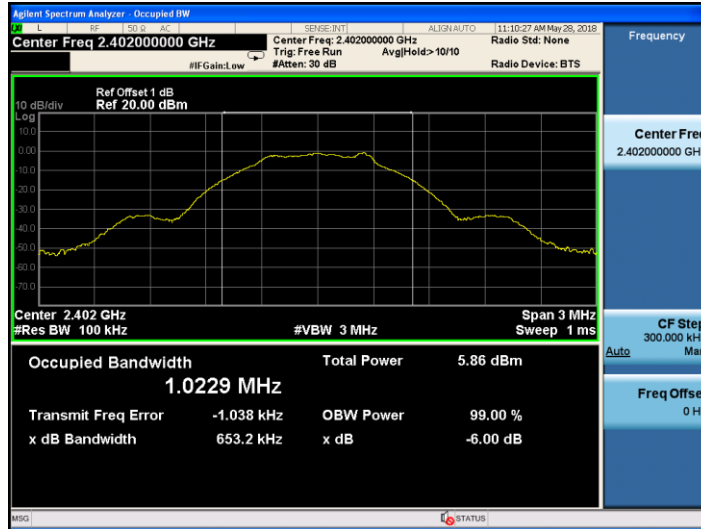 Agilent Spectrum Analyzer - Occupied BW
L RF 50 Ω AC SENSE:INT ALIGN AUTO 11:10:27 AM May 28, 2018
Center Freq 2.402000000 GHz
Center Freq: 2.402000000 GHz
Radio Std: None
Trig: Free Run Avg|Hold:> 10/10
#IFGain:Low
#Atten: 30 dB
Radio Device: BTS
Frequency
Ref Offset 1 dB
10 dB/div Ref 20.00 dBm
Log
10.0
0.00
-10.0
-20.0
-30.0
-40.0
-50.0
-60.0
-70.0
Center Fre
2.402000000 GH
Center 2.402 GHz Span 3 MHz
#Res BW 100 kHz #VBW 3 MHz Sweep 1 ms
CF Step
300.000 kH
Auto Ma
Occupied Bandwidth Total Power 5.86 dBm
1.0229 MHz
Transmit Freq Error -1.038 kHz OBW Power 99.00 %
x dB Bandwidth 653.2 kHz x dB -6.00 dB
Freq Offse
0 H
MSG STATUS